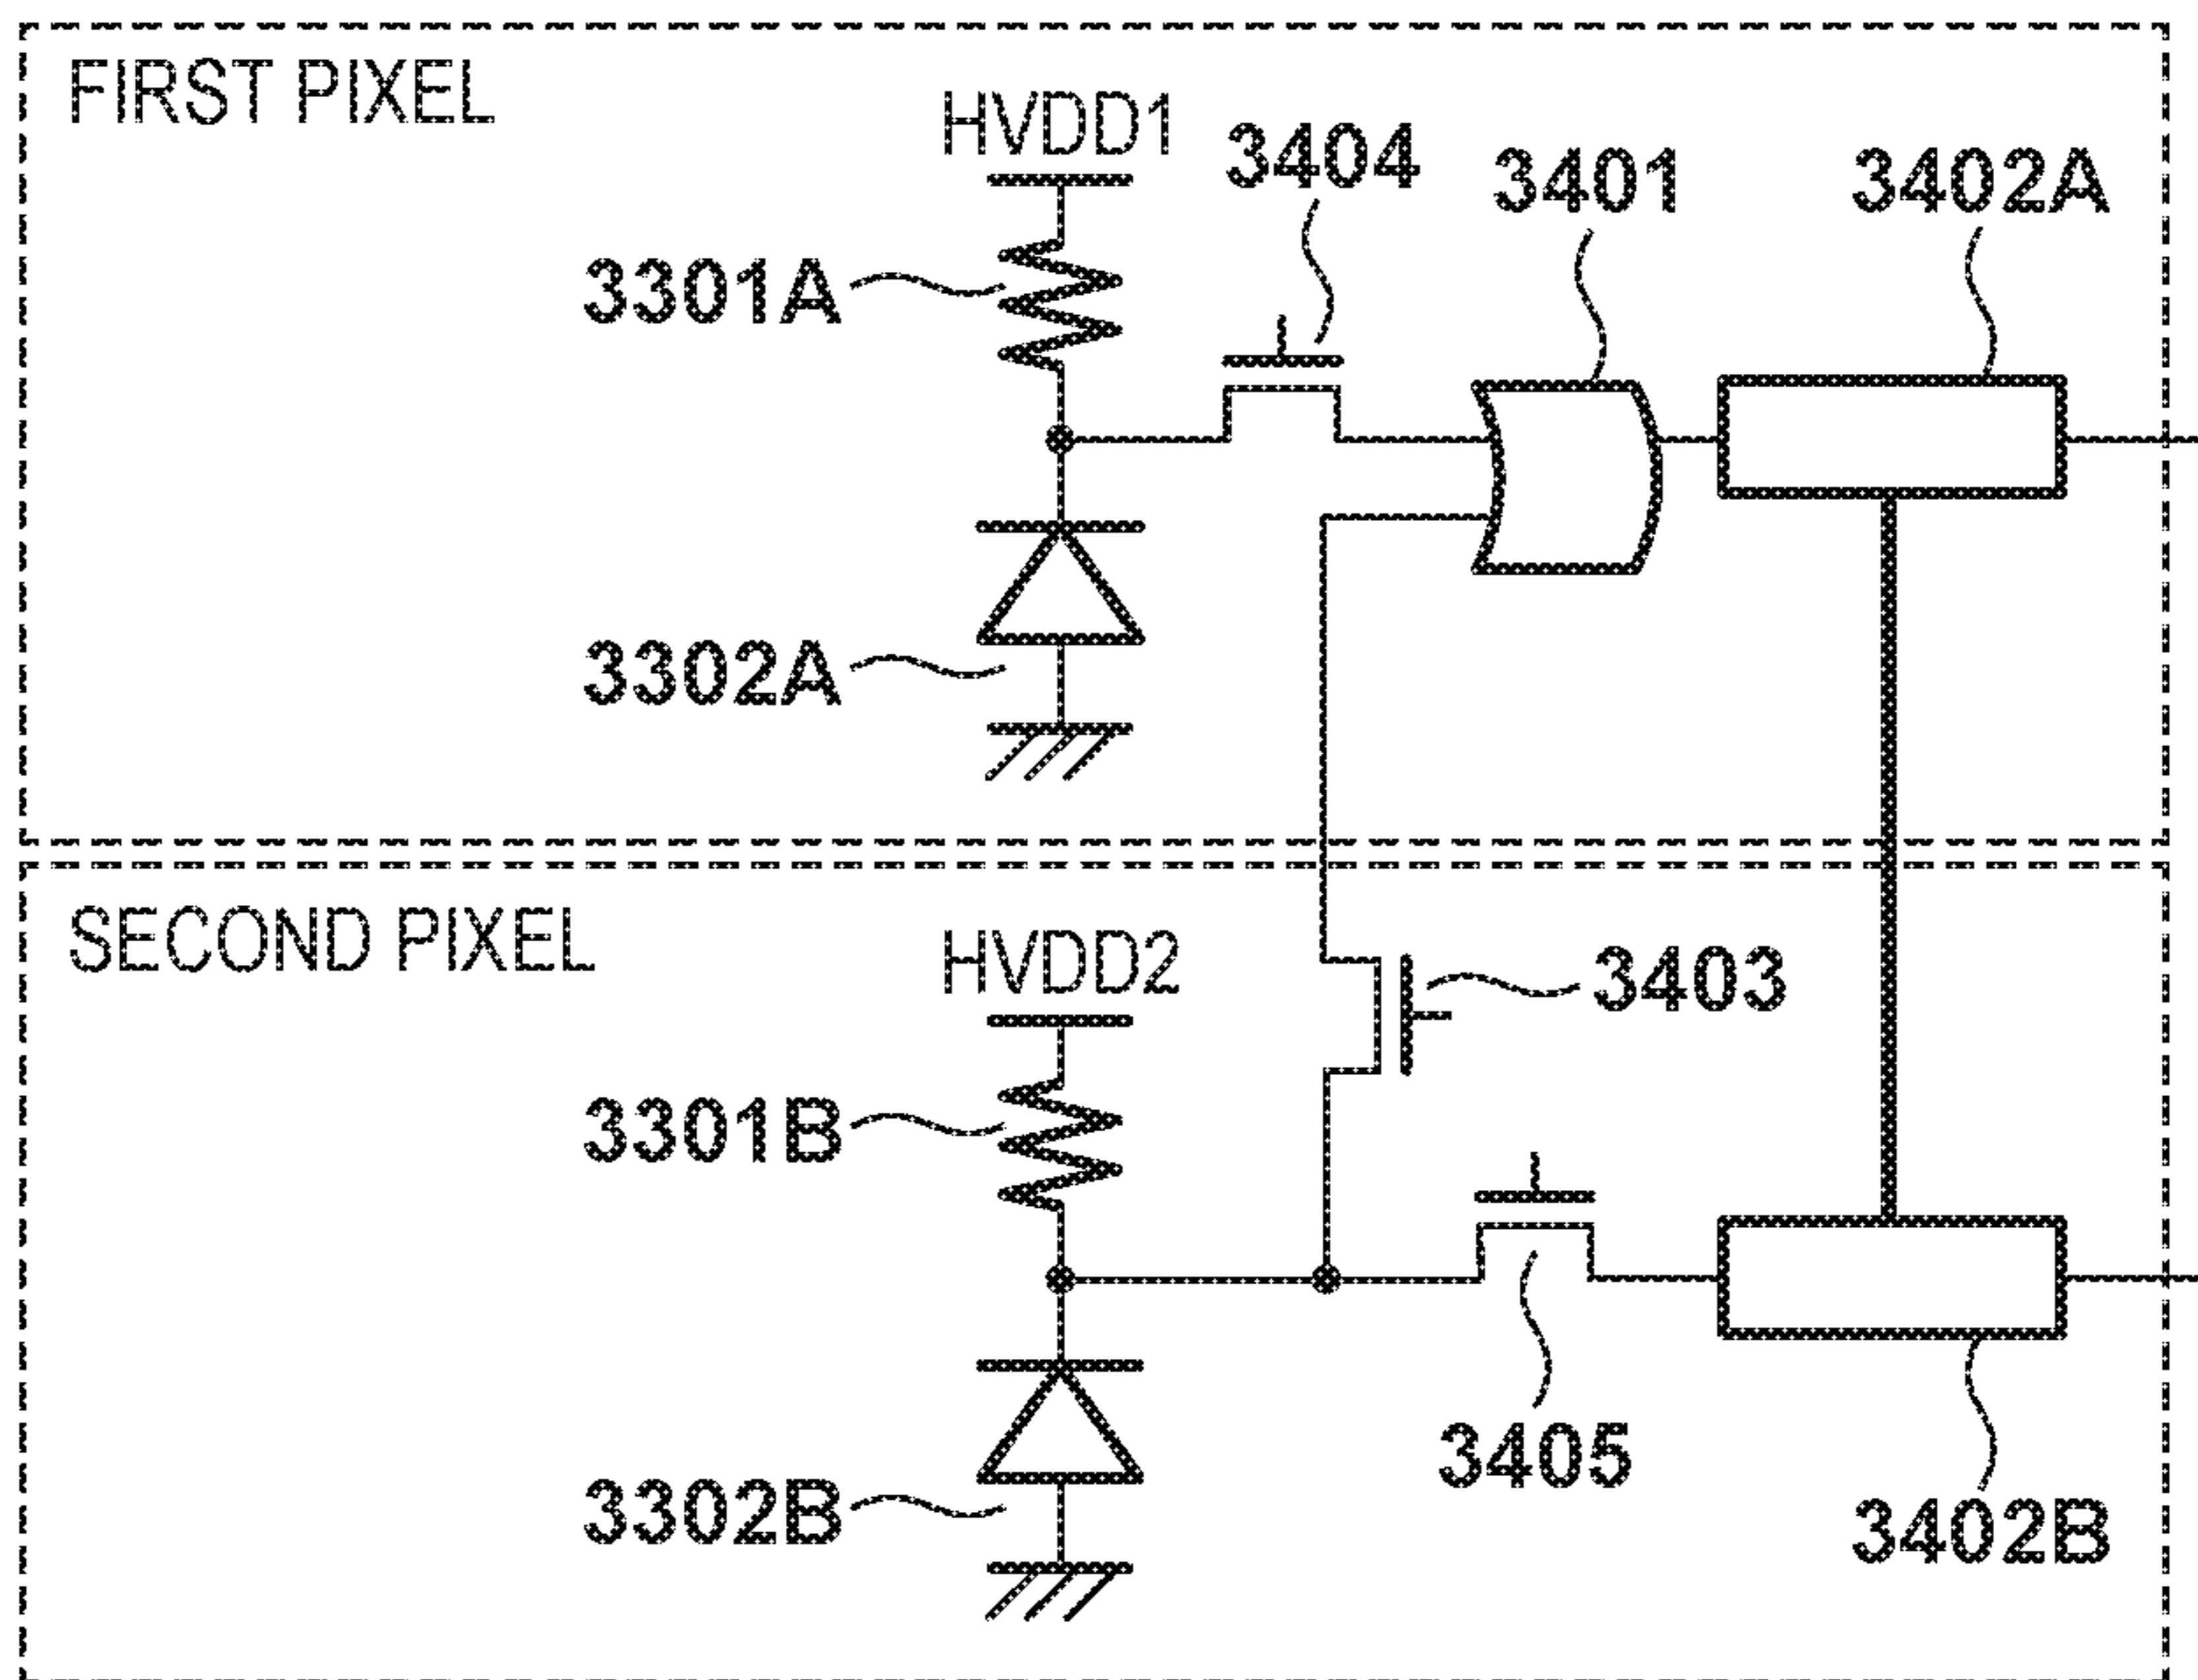 FIRST PIXEL
HVDD1
3404
3401
3402A
3301A
3302A
SECOND PIXEL
HVDD2
3403
3301B
3405
3302B
3402B